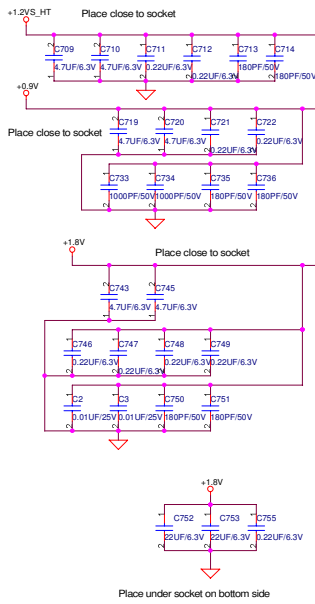 +1.2VS_HT
Place close to socket
C709 C710 C711 C712 C713 C714
4.7UF/6.3V 4.7UF/6.3V 0.22UF/6.3V 0.22UF/6.3V 180PF/50V 180PF/50V
+0.9V
Place close to socket
C719 C720 C721 C722
4.7UF/6.3V 4.7UF/6.3V 0.22UF/6.3V 0.22UF/6.3V
C733 C734 C735 C736
1000PF/50V 1000PF/50V 180PF/50V 180PF/50V
+1.8V
Place close to socket
C743 C745
4.7UF/6.3V 4.7UF/6.3V
C746 C747 C748 C749
0.22UF/6.3V 0.22UF/6.3V 0.22UF/6.3V 0.22UF/6.3V
C2 C3 C750 C751
0.01UF/25V 0.01UF/25V 180PF/50V 180PF/50V
+1.8V
C752 C753 C755
22UF/6.3V 22UF/6.3V 0.22UF/6.3V
Place under socket on bottom side